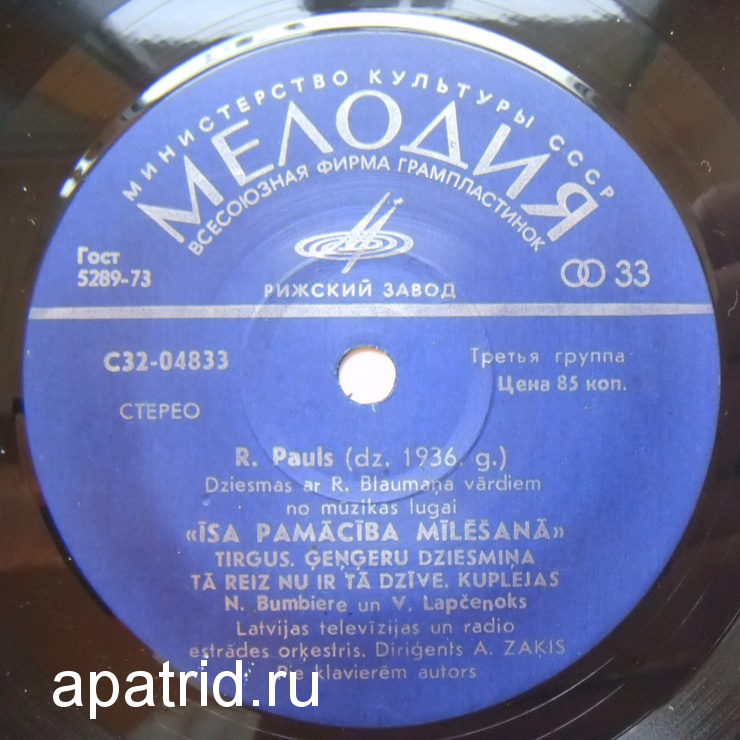 МИНИСТЕРСТВО КУЛЬТУРЫ СССР
МЕЛОДИЯ
ВСЕСОЮЗНАЯ ФИРМА ГРАМПЛАСТИНОК
Гост
5289-73
33
РИЖСКИЙ ЗАВОД
С32-04833
Третья группа
Цена 85 коп.
СТЕРЕО
R. Pauls (dz. 1936. g.)
Dziesmas ar R. Blaumaņa vārdiem
no mūzikas lugai
«ĪSA PAMĀCĪBA MĪLĒŠANĀ»
TIRGUS. ĢENĢERU DZIESMIŅA
TĀ REIZ NU IR TĀ DZĪVE. KUPLEJAS
N. Bumbiere un V. Lapčenoks
Latvijas televīzijas un radio
estrādes orķestris. Diriģents A. ZAĶIS
Pie klavierēm autors
apatrid.ru